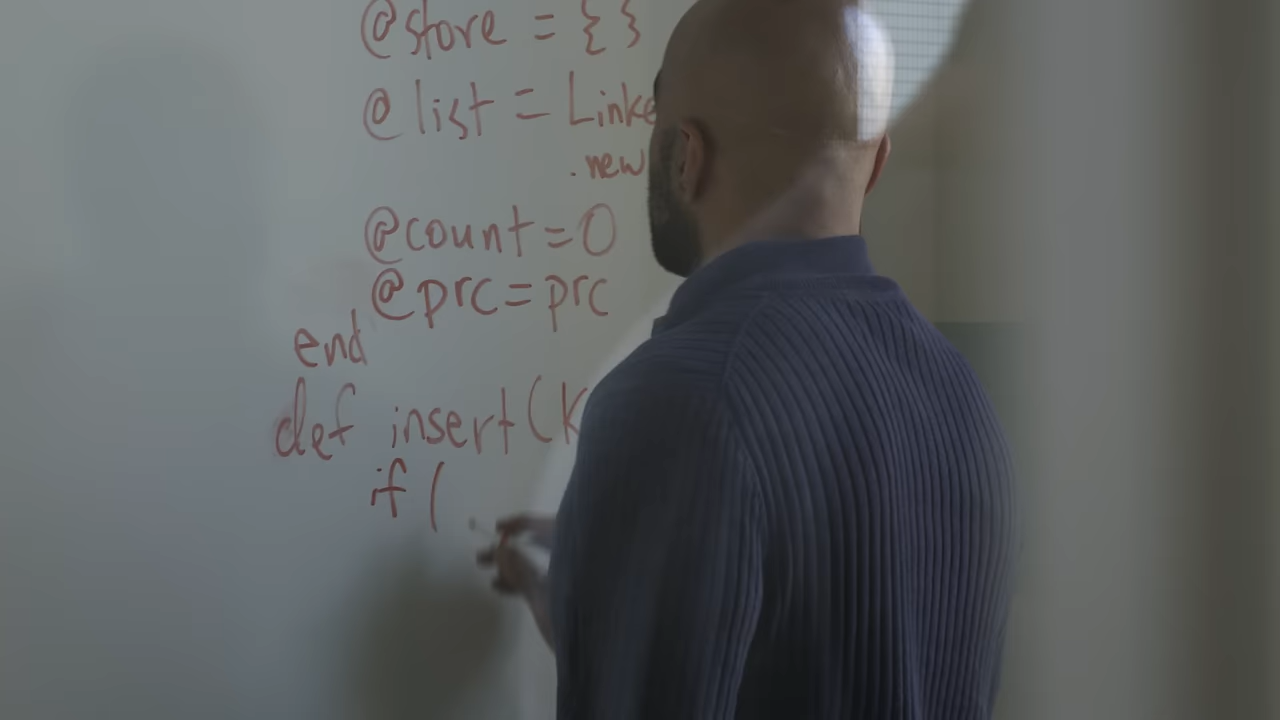 @store = { }
@list = Linke
.new
@count = 0
@prc = prc
end
def insert(k
if (